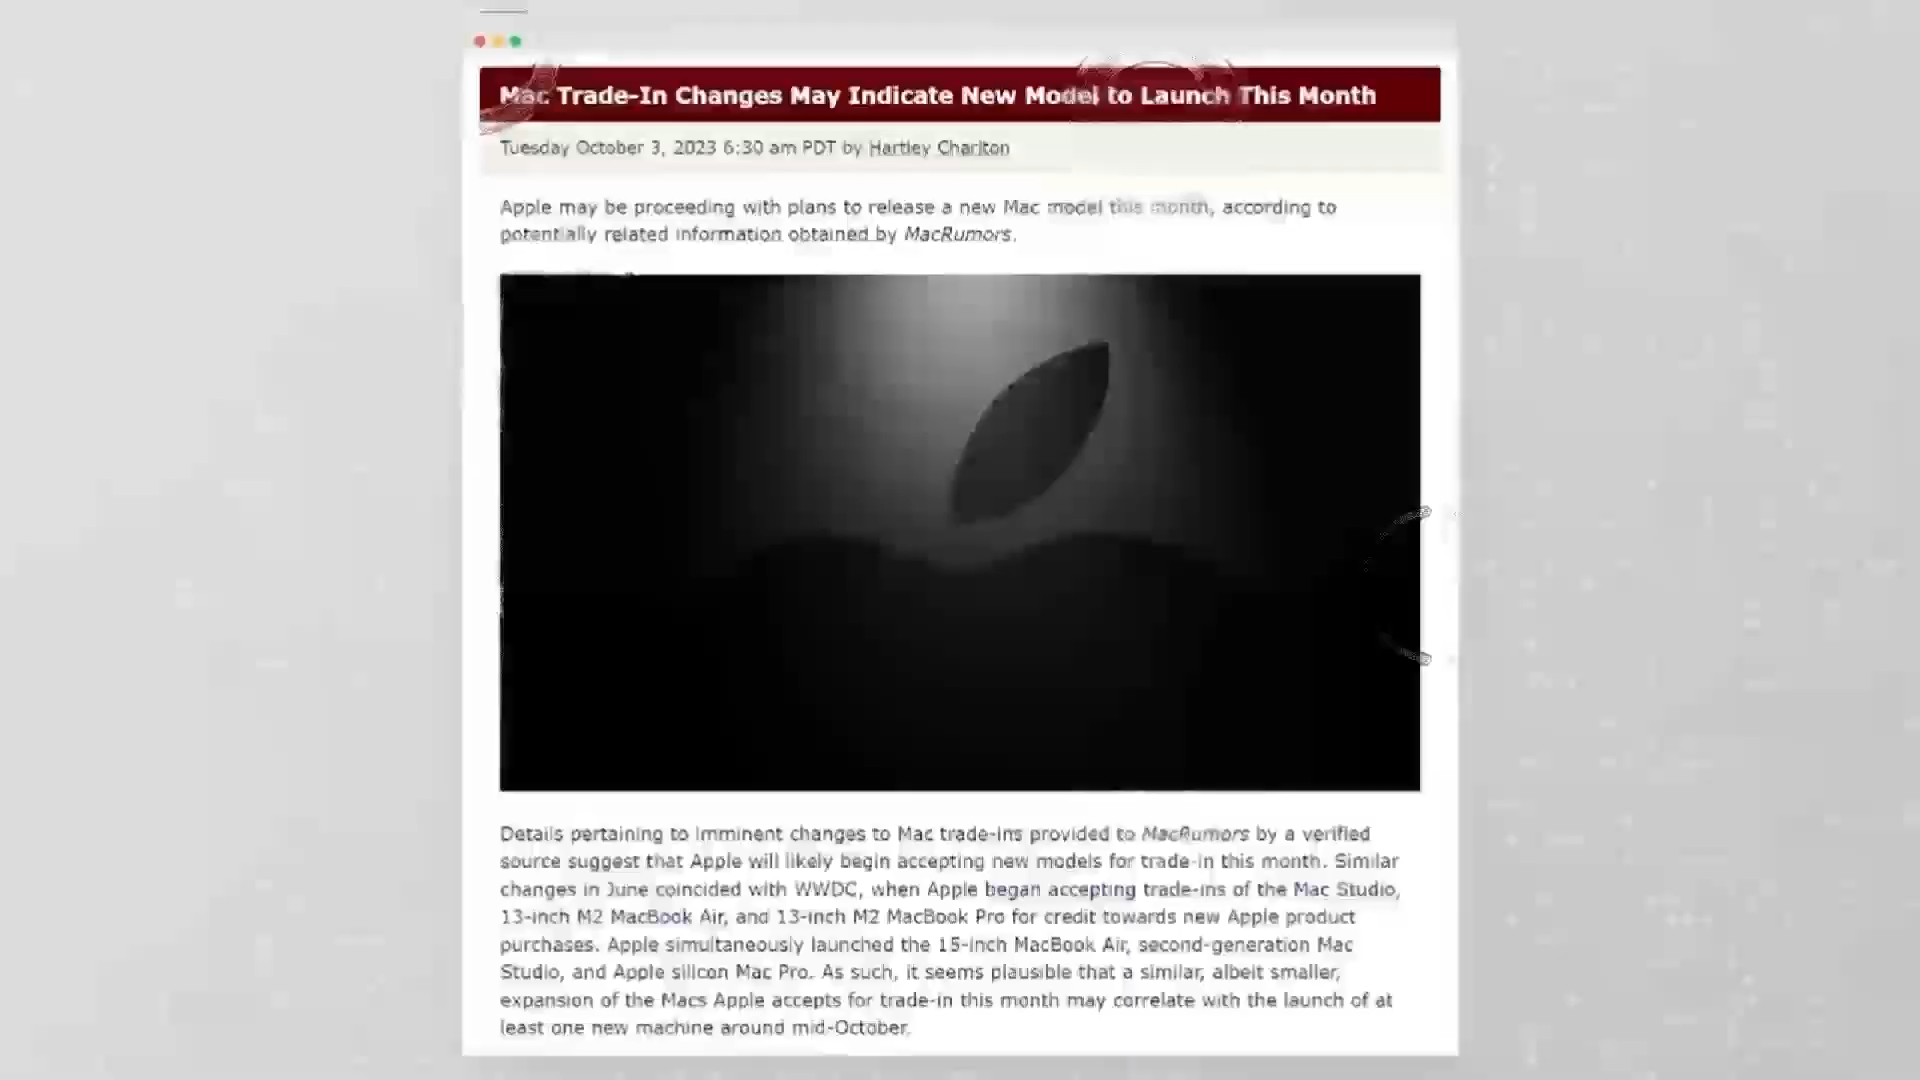 Mac Trade-In Changes May Indicate New Model to Launch This Month
Tuesday October 3, 2023 6:30 am PDT by Hartley Charlton
Apple may be proceeding with plans to release a new Mac model this month, according to
potentially related information obtained by MacRumors.
Details pertaining to imminent changes to Mac trade-ins provided to MacRumors by a verified
source suggest that Apple will likely begin accepting new models for trade-in this month. Similar
changes in June coincided with WWDC, when Apple began accepting trade-ins of the Mac Studio,
13-inch M2 MacBook Air, and 13-inch M2 MacBook Pro for credit towards new Apple product
purchases. Apple simultaneously launched the 15-inch MacBook Air, second-generation Mac
Studio, and Apple silicon Mac Pro. As such, it seems plausible that a similar, albeit smaller,
expansion of the Macs Apple accepts for trade-in this month may correlate with the launch of at
least one new machine around mid-October.